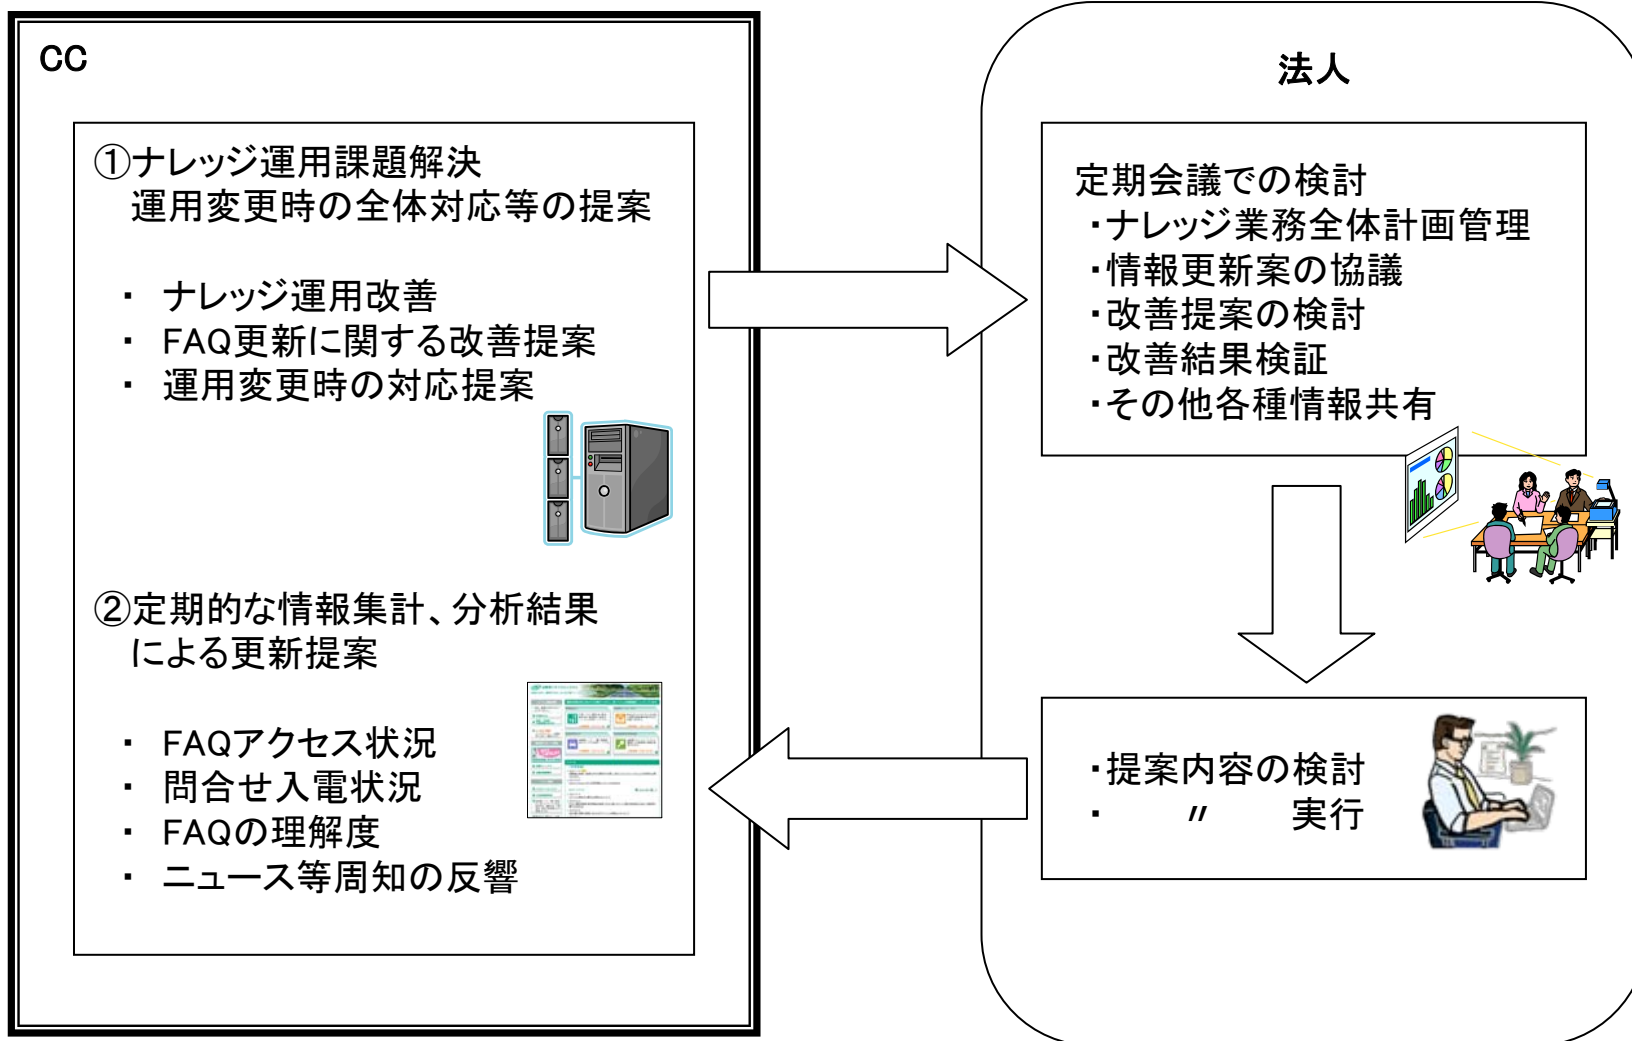 CC
①ナレッジ運用課題解決
運用変更時の全体対応等の提案
・ ナレッジ運用改善
・ FAQ更新に関する改善提案
・ 運用変更時の対応提案
②定期的な情報集計、分析結果
による更新提案
・ FAQアクセス状況
・ 問合せ入電状況
・ FAQの理解度
・ ニュース等周知の反響
法人
定期会議での検討
・ナレッジ業務全体計画管理
・情報更新案の協議
・改善提案の検討
・改善結果検証
・その他各種情報共有
・提案内容の検討
・ 〃 実行